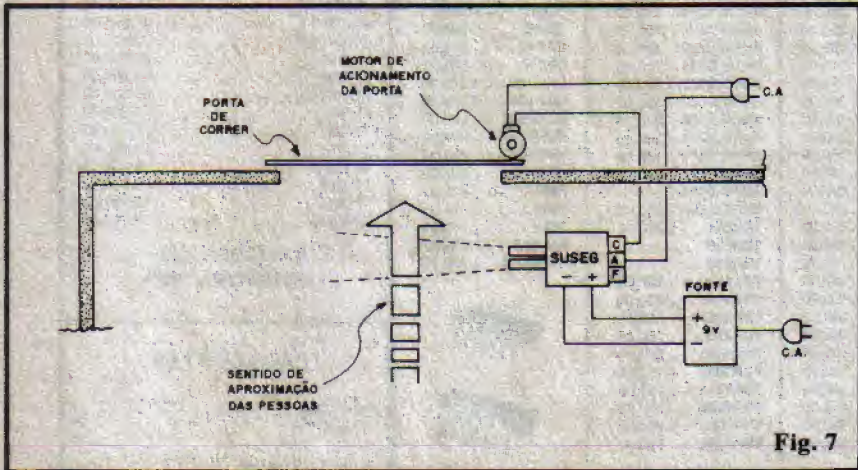 MOTOR DE
ACIONAMENTO
DA PORTA
PORTA
DE
CORRER
C.A
SUSEG
C
A
F
- +
FONTE
+
9v
-
C.A.
SENTIDO DE
APROXIMAÇÃO
DAS PESSOAS
Fig. 7